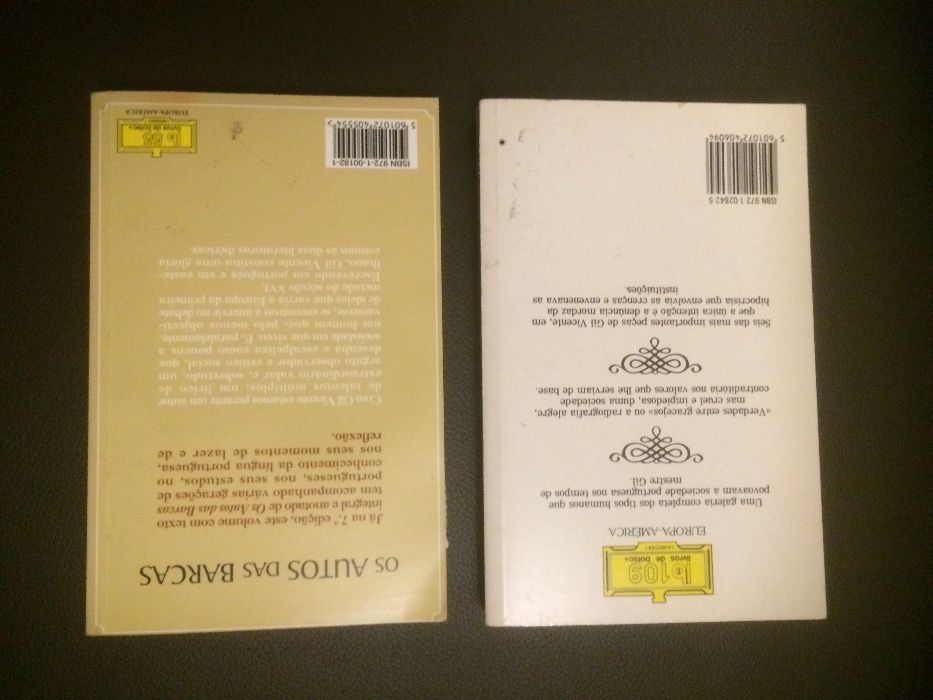 OS AUTOS DAS BARCAS
Já na 7.ª edição, este volume com texto
integral e anotado de Os Autos das Barcas
tem acompanhado várias gerações de
portugueses, nos seus estudos, no
conhecimento da língua portuguesa,
nos seus momentos de lazer e de
reflexão.
Com Gil Vicente estamos perante um autor
de talentos múltiplos, um lírico de
extraordinário valor e, sobretudo, um
arguto observador e crítico social, que
desenha e escalpeliza como poucos a
sociedade em que viveu. E, paralelamente,
um homem que, pelo menos objecti-
vamente, se encontrou a intervir no debate
de ideias que varria a Europa da primeira
metade do século XVI.
Escrevendo em português e em caste-
lhano, Gil Vicente constitui uma glória
comum às duas literaturas ibéricas.
ISBN 972-1-00182-1
5 601072 405554 >
livros de bolso
EUROPA-AMÉRICA
109
livros de bolso
EUROPA-AMÉRICA
Uma galeria completa dos tipos humanos que
povoavam a sociedade portuguesa nos tempos de
mestre Gil.
«Verdades entre gracejos» ou a radiografia alegre,
mas cruel e impiedosa, duma sociedade
contraditória nos valores que lhe serviam de base.
Seis das mais importantes peças de Gil Vicente, em
que a única intenção é a denúncia mordaz da
hipocrisia que envolvia as crenças e envenenava as
instituições.
ISBN 972-1-02642-5
5 601072 406094